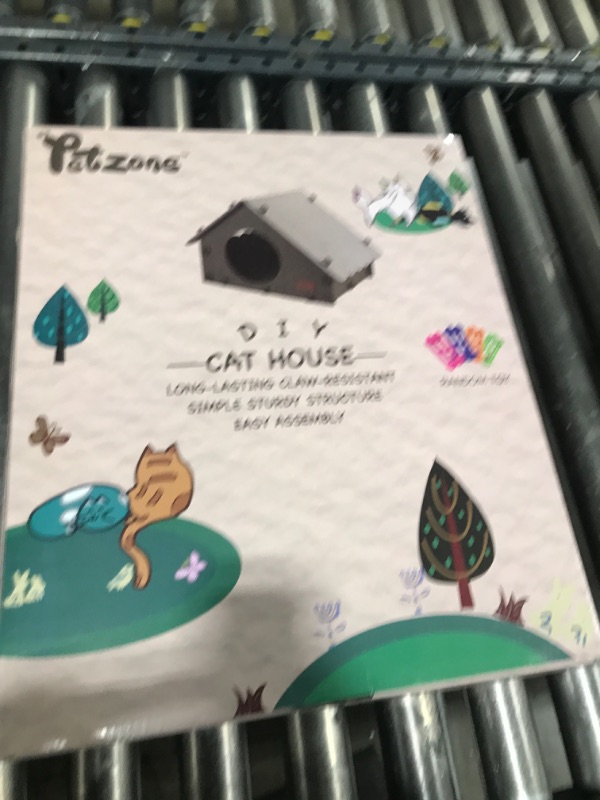 "Petzone"
D I Y
CAT HOUSE
LONG-LASTING CLAW-RESISTANT
SIMPLE STURDY STRUCTURE
EASY ASSEMBLY
RANDOM TOY